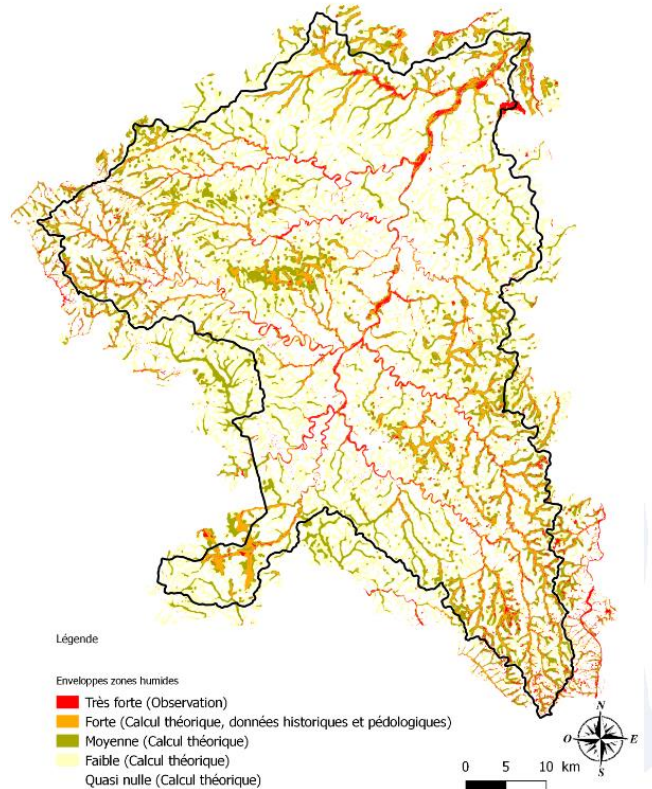 Légende
Enveloppes zones humides
Très forte (Observation)
Forte (Calcul théorique, données historiques et pédologiques)
Moyenne (Calcul théorique)
Faible (Calcul théorique)
Quasi nulle (Calcul théorique)
N
O E
S
0 10 km